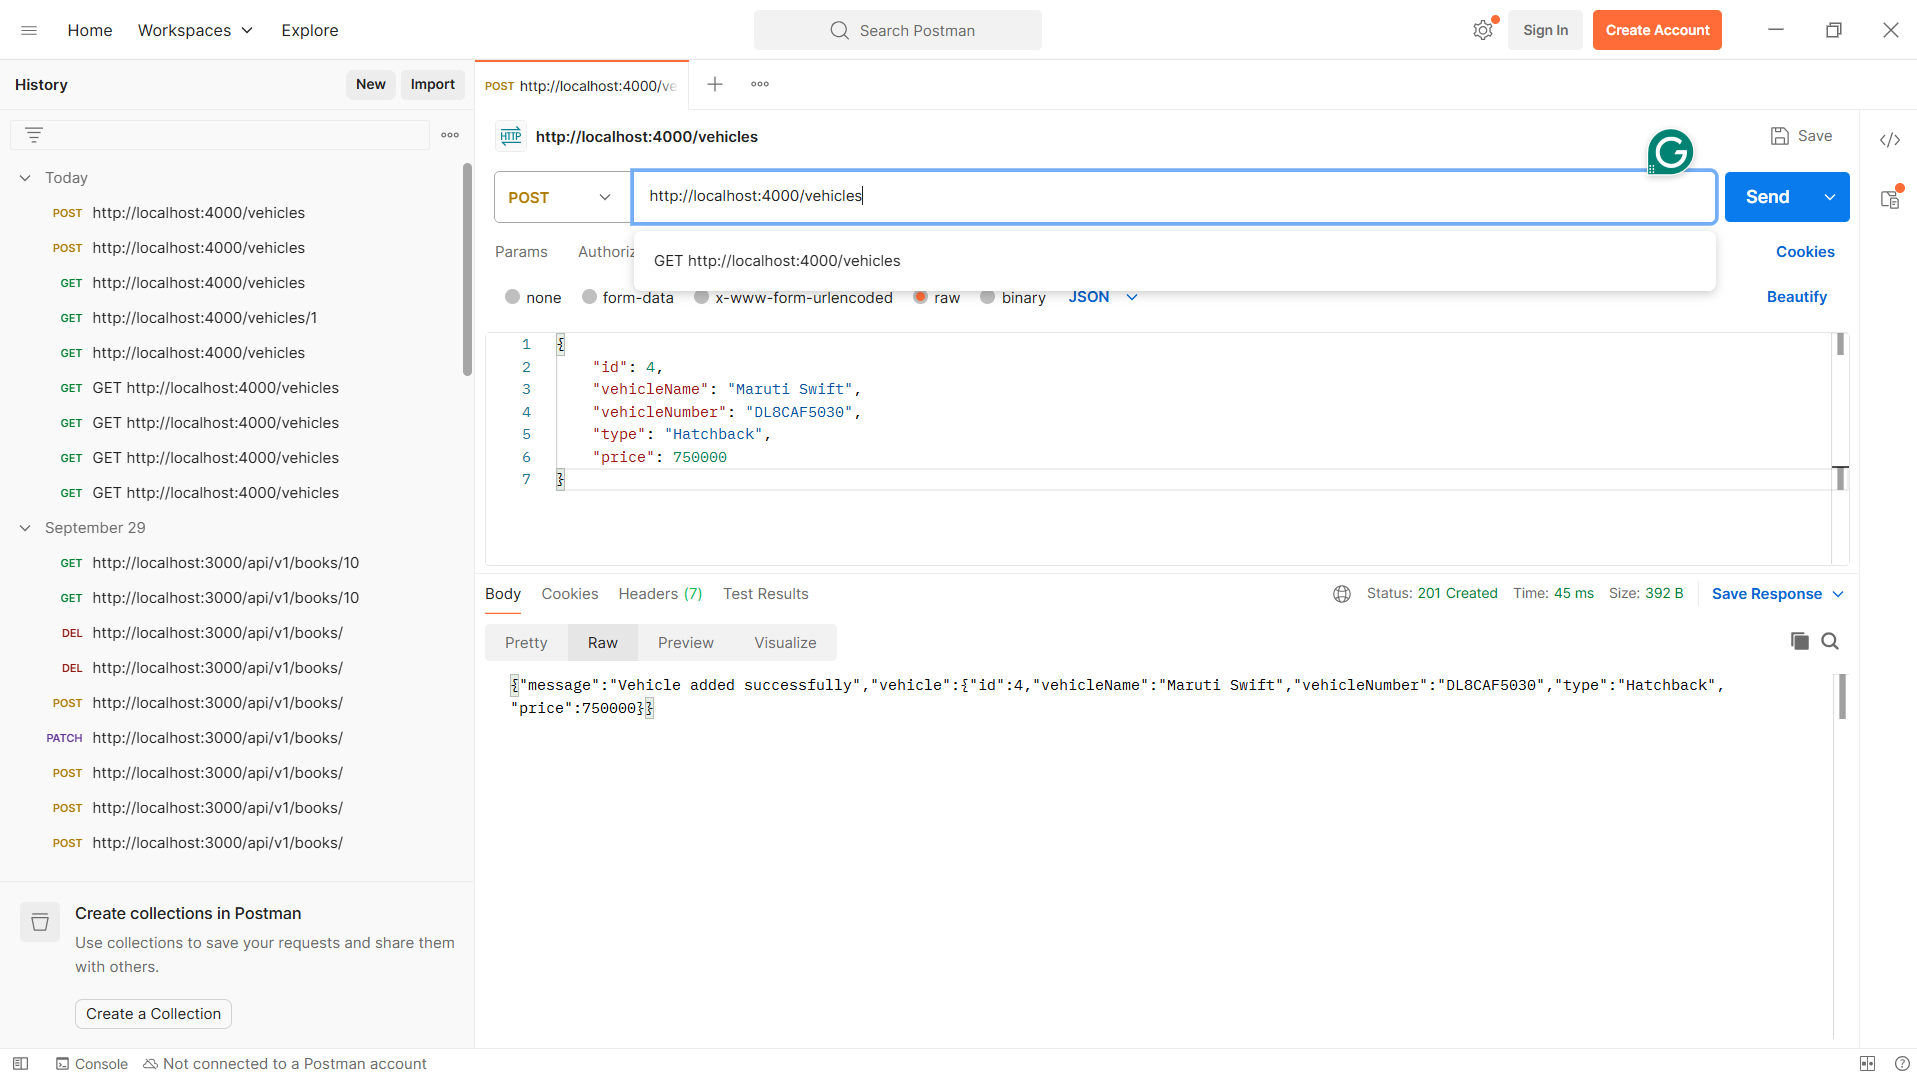 Home Workspaces Explore Search Postman Sign In Create Account
History New Import
POST http://localhost:4000/ve
HTTP http://localhost:4000/vehicles Save
POST http://localhost:4000/vehicles Send
GET http://localhost:4000/vehicles
Params Authoriz Cookies
none form-data x-www-form-urlencoded raw binary JSON Beautify
1 {
2 "id": 4,
3 "vehicleName": "Maruti Swift",
4 "vehicleNumber": "DL8CAF5030",
5 "type": "Hatchback",
6 "price": 750000
7 }
Today
POST http://localhost:4000/vehicles
POST http://localhost:4000/vehicles
GET http://localhost:4000/vehicles
GET http://localhost:4000/vehicles/1
GET http://localhost:4000/vehicles
GET GET http://localhost:4000/vehicles
GET GET http://localhost:4000/vehicles
GET GET http://localhost:4000/vehicles
GET GET http://localhost:4000/vehicles
September 29
GET http://localhost:3000/api/v1/books/10
GET http://localhost:3000/api/v1/books/10
DEL http://localhost:3000/api/v1/books/
DEL http://localhost:3000/api/v1/books/
POST http://localhost:3000/api/v1/books/
PATCH http://localhost:3000/api/v1/books/
POST http://localhost:3000/api/v1/books/
POST http://localhost:3000/api/v1/books/
POST http://localhost:3000/api/v1/books/
Body Cookies Headers (7) Test Results Status: 201 Created Time: 45 ms Size: 392 B Save Response
Pretty Raw Preview Visualize
{"message":"Vehicle added successfully","vehicle":{"id":4,"vehicleName":"Maruti Swift","vehicleNumber":"DL8CAF5030","type":"Hatchback",
"price":750000}}
Create collections in Postman
Use collections to save your requests and share them
with others.
Create a Collection
Console Not connected to a Postman account